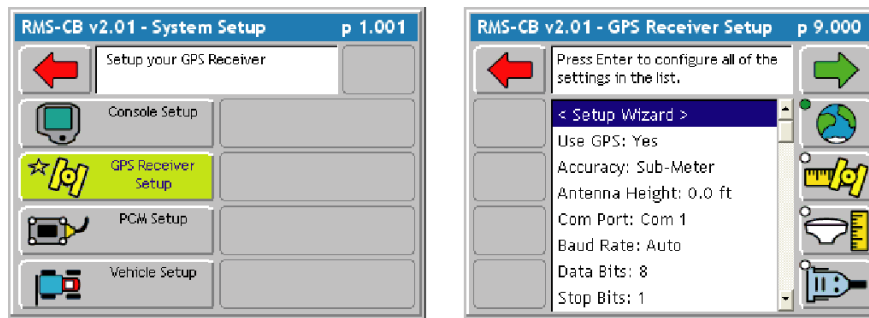 RMS-CB v2.01 - System Setup p 1.001
Setup your GPS Receiver
Console Setup
GPS Receiver
Setup
PCM Setup
Vehicle Setup
RMS-CB v2.01 - GPS Receiver Setup p 9.000
Press Enter to configure all of the
settings in the list.
< Setup Wizard >
Use GPS: Yes
Accuracy: Sub-Meter
Antenna Height: 0.0 ft
Com Port: Com 1
Baud Rate: Auto
Data Bits: 8
Stop Bits: 1